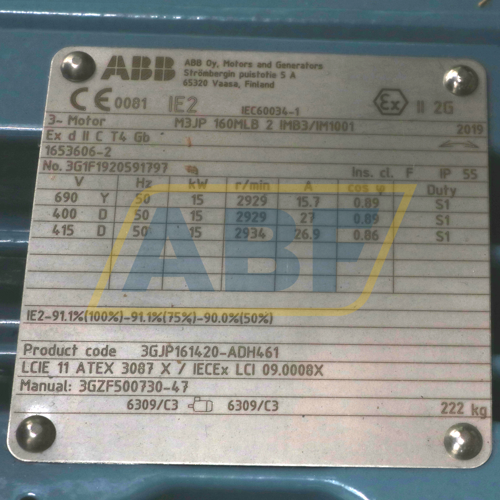 ABB ABB Oy, Motors and Generators
Strömbergin puistotie 5 A
65320 Vaasa, Finland
CE 0081 IE2 IEC60034-1 Ex II 2G
3~ Motor M3JP 160MLB 2 IMB3/IM1001 2019
Ex d II C T4 Gb
1653606-2
No. 3G1F1920591797 Ins. cl. F IP 55
V Hz kW r/min A cos φ Duty
690 Y 50 15 2929 15.7 0.89 S1
400 D 50 15 2929 27 0.89 S1
415 D 50 15 2934 26.9 0.86 S1
ABF
IE2-91.1%(100%)-91.1%(75%)-90.0%(50%)
Product code 3GJP161420-ADH461
LCIE 11 ATEX 3087 X / IECEx LCI 09.0008X
Manual: 3GZF500730-47
6309/C3 6309/C3 222 kg